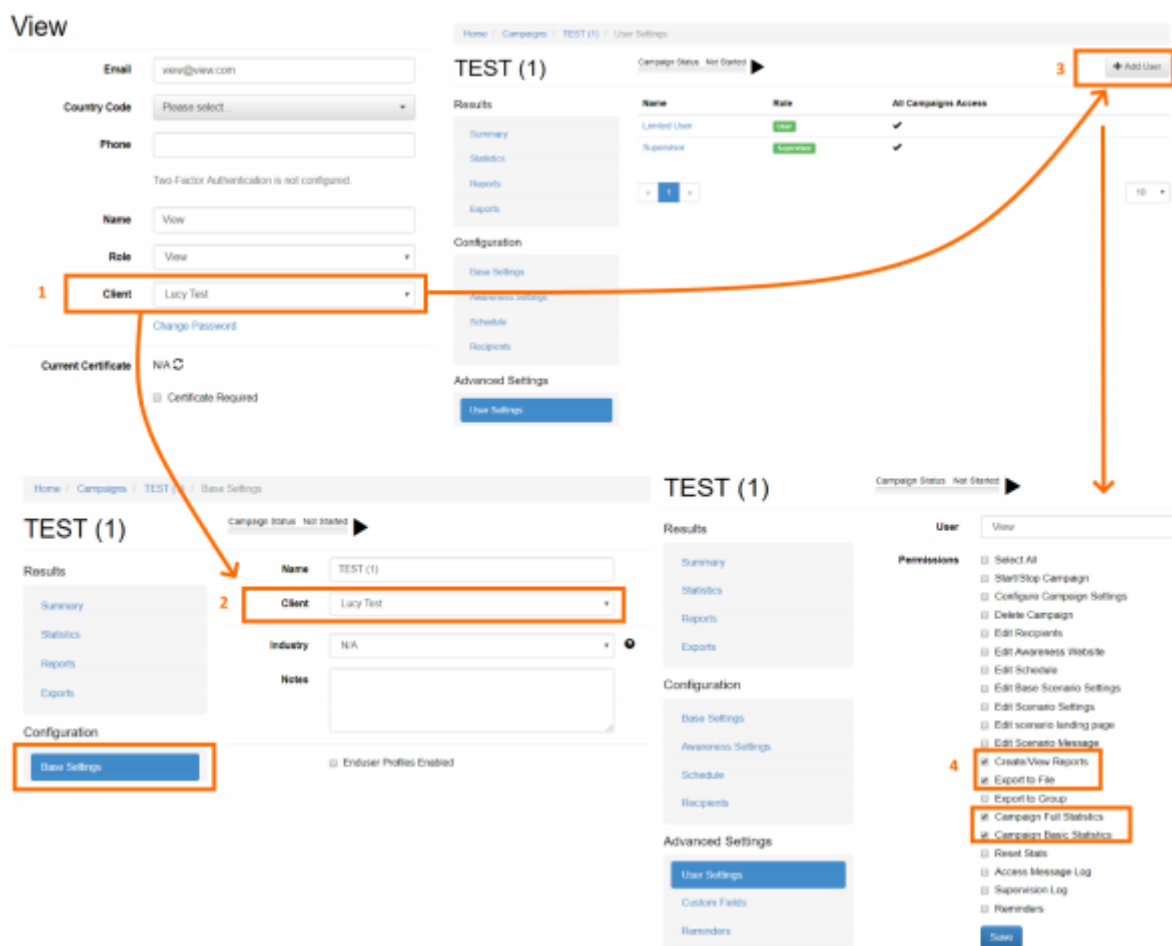 View
Email view@view.com
Country Code Please select...
Phone
Two-Factor Authentication is not configured.
Name View
Role View
1 Client Lucy Test
Change Password
Current Certificate N/A
Certificate Required
Home / Campaigns / TEST (1) / User Settings
TEST (1)
Campaign Status Not Started
3 Add User
Results
Summary
Statistics
Reports
Exports
Configuration
Base Settings
Awareness Settings
Schedule
Recipients
Advanced Settings
User Settings
Name Role All Campaigns Access
Limited User User
Supervisor Supervisor
« 1 »
10
Home / Campaigns / TEST (1) / Base Settings
TEST (1)
Campaign Status Not Started
Results
Summary
Statistics
Reports
Exports
Configuration
Base Settings
Name TEST (1)
2 Client Lucy Test
Industry N/A
Notes
Enduser Profiles Enabled
TEST (1)
Campaign Status Not Started
Results
Summary
Statistics
Reports
Exports
Configuration
Base Settings
Awareness Settings
Schedule
Recipients
Advanced Settings
User Settings
Custom Fields
Reminders
User View
Permissions Select All
Start/Stop Campaign
Configure Campaign Settings
Delete Campaign
Edit Recipients
Edit Awareness Website
Edit Schedule
Edit Base Scenario Settings
Edit Scenario Settings
Edit scenario landing page
Edit Scenario Message
4 Create/View Reports
Export to File
Export to Group
Campaign Full Statistics
Campaign Basic Statistics
Reset Stats
Access Message Log
Supervision Log
Reminders
Save